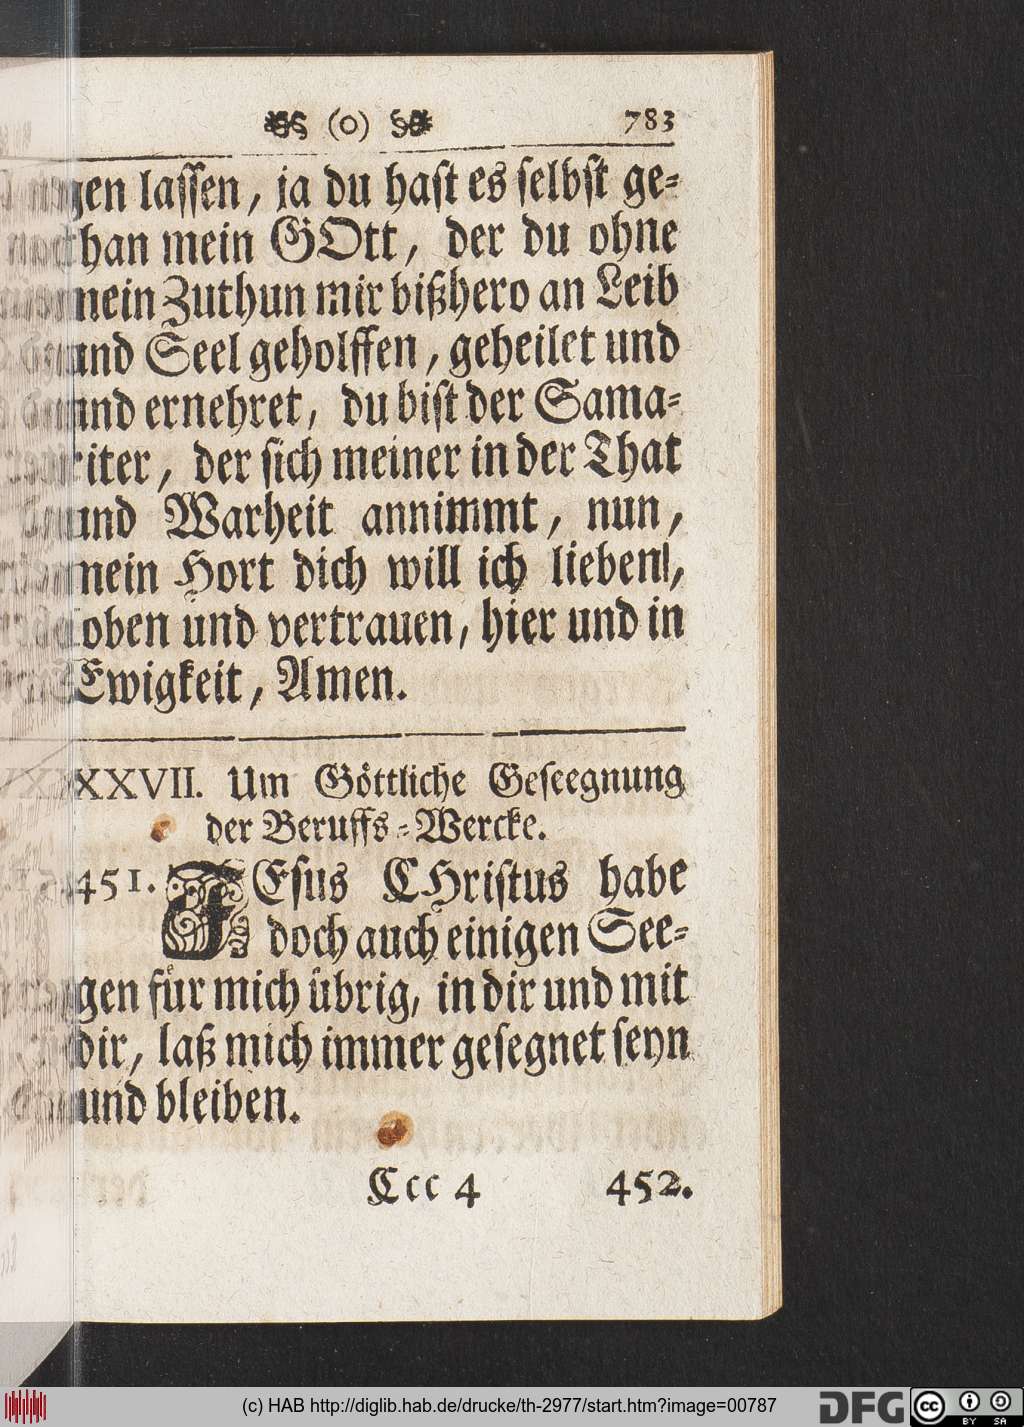 (o) 783
gen lassen, ja du hast es selbst ge⸗
than mein GOtt, der du ohne
mein Zuthun mir bißhero an Leib
und Seel geholffen, geheilet und
und ernehret, du bist der Sama⸗
riter, der sich meiner in der That
und Warheit annimmt, nun,
mein Hort dich will ich lieben,
loben und vertrauen, hier und in
Ewigkeit, Amen.
XXXVII. Um Göttliche Geseegnung
der Beruffs⸗Wercke.
451. JEsus CHristus habe
doch auch einigen See⸗
gen für mich übrig, in dir und mit
dir, laß mich immer gesegnet seyn
und bleiben.
Ccc 4 452.
(c) HAB http://diglib.hab.de/drucke/th-2977/start.htm?image=00787
DFG cc BY SA